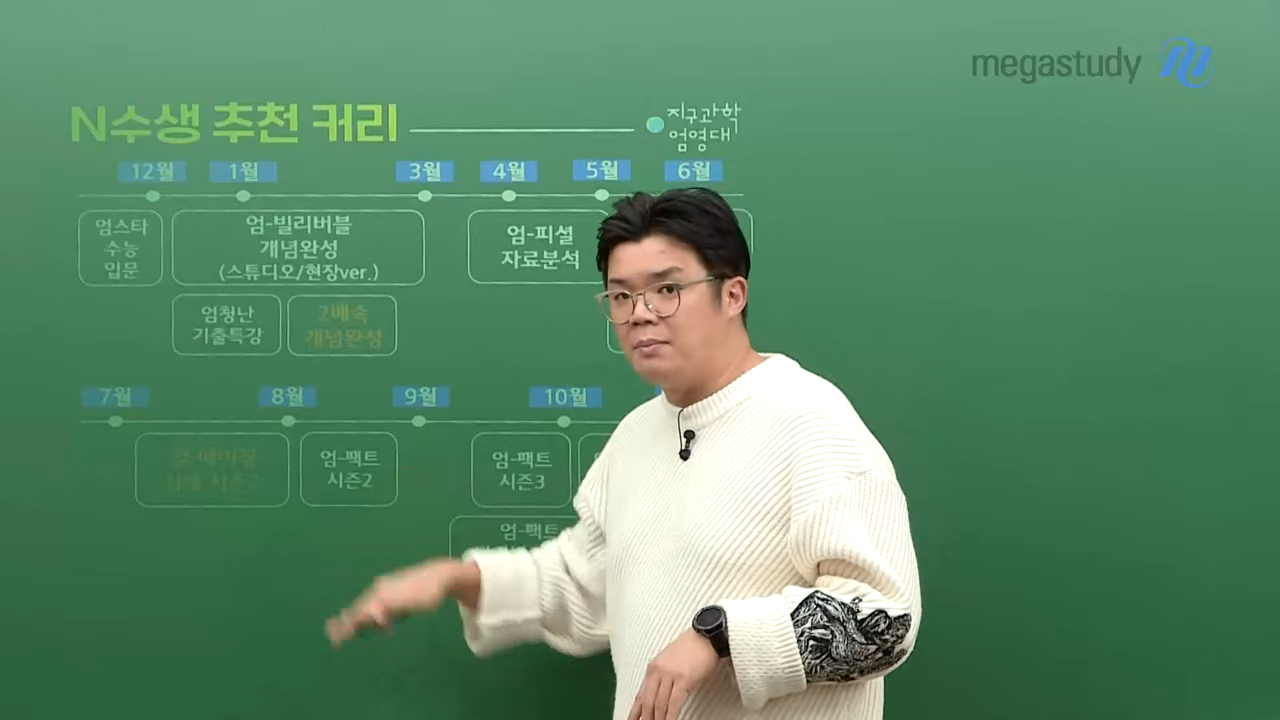 megastudy
N수생 추천 커리
지구과학
엄영대
12월 1월 3월 4월 5월 6월
엄스타
수능
입문
엄-빌리버블
개념완성
(스튜디오/현장ver.)
엄-피셜
자료분석
엄청난
기출특강
2배속
개념완성
7월 8월 9월 10월
엄-팩트
시즌2
엄-팩트
시즌3
엄-팩트